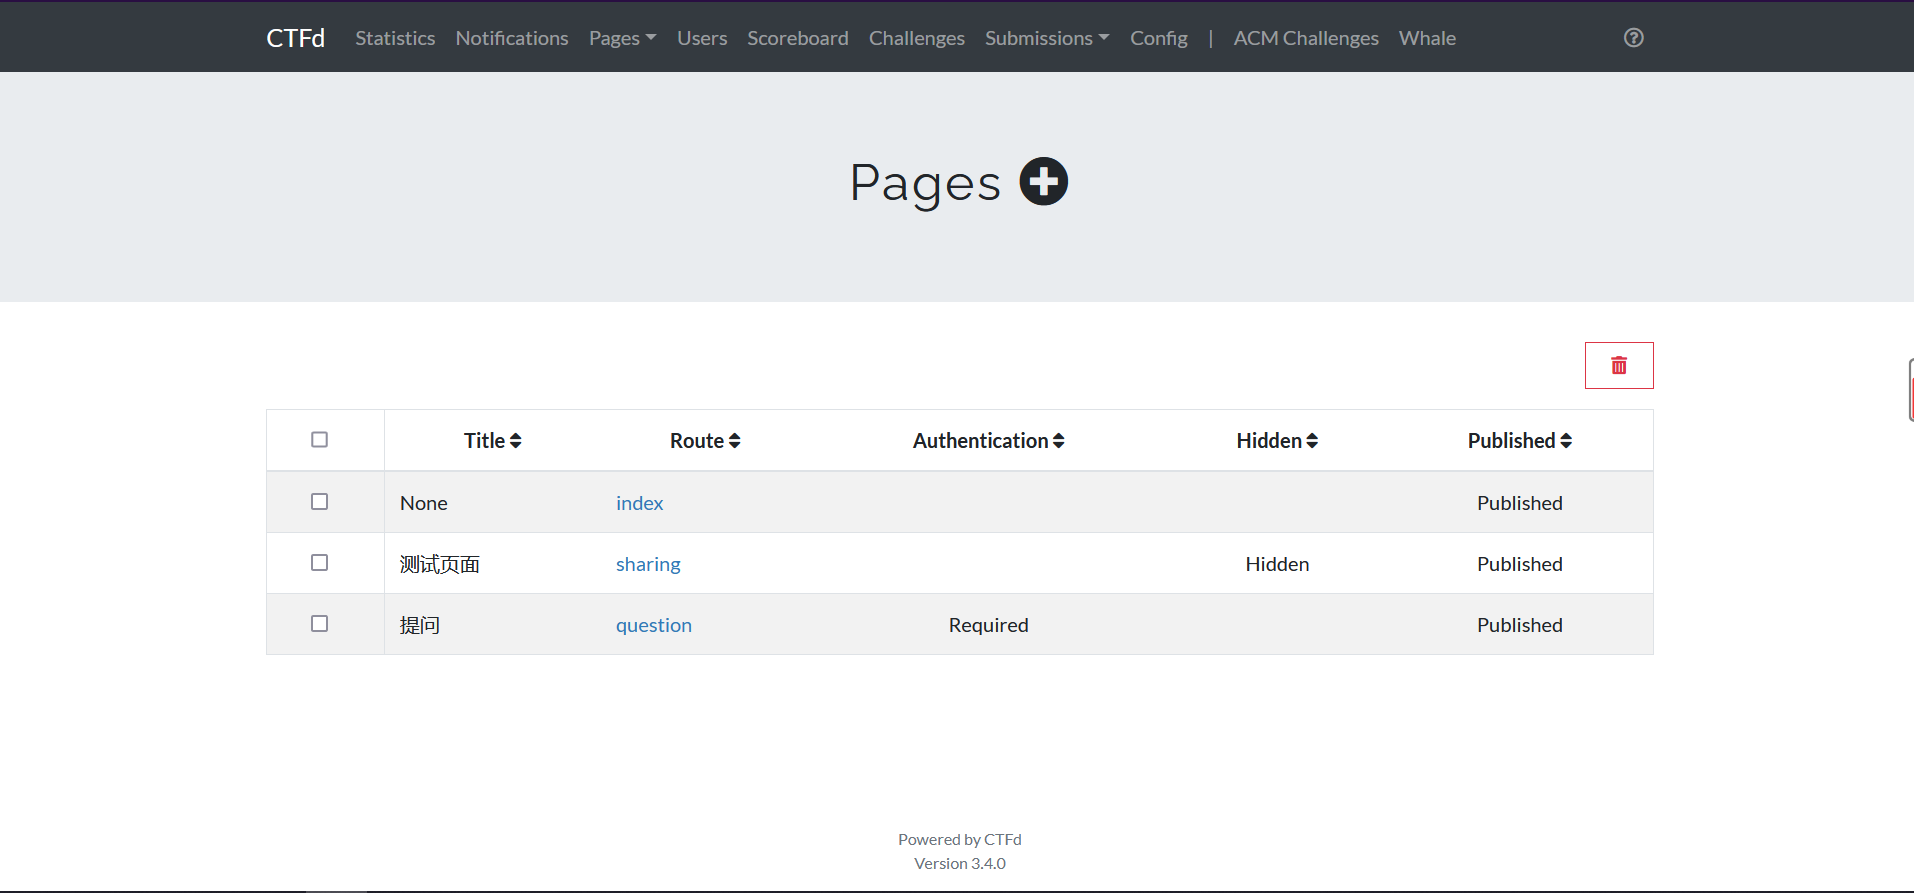 CTFd Statistics Notifications Pages Users Scoreboard Challenges Submissions Config | ACM Challenges Whale
Pages
Title Route Authentication Hidden Published
None index Published
测试页面 sharing Hidden Published
提问 question Required Published
Powered by CTFd
Version 3.4.0